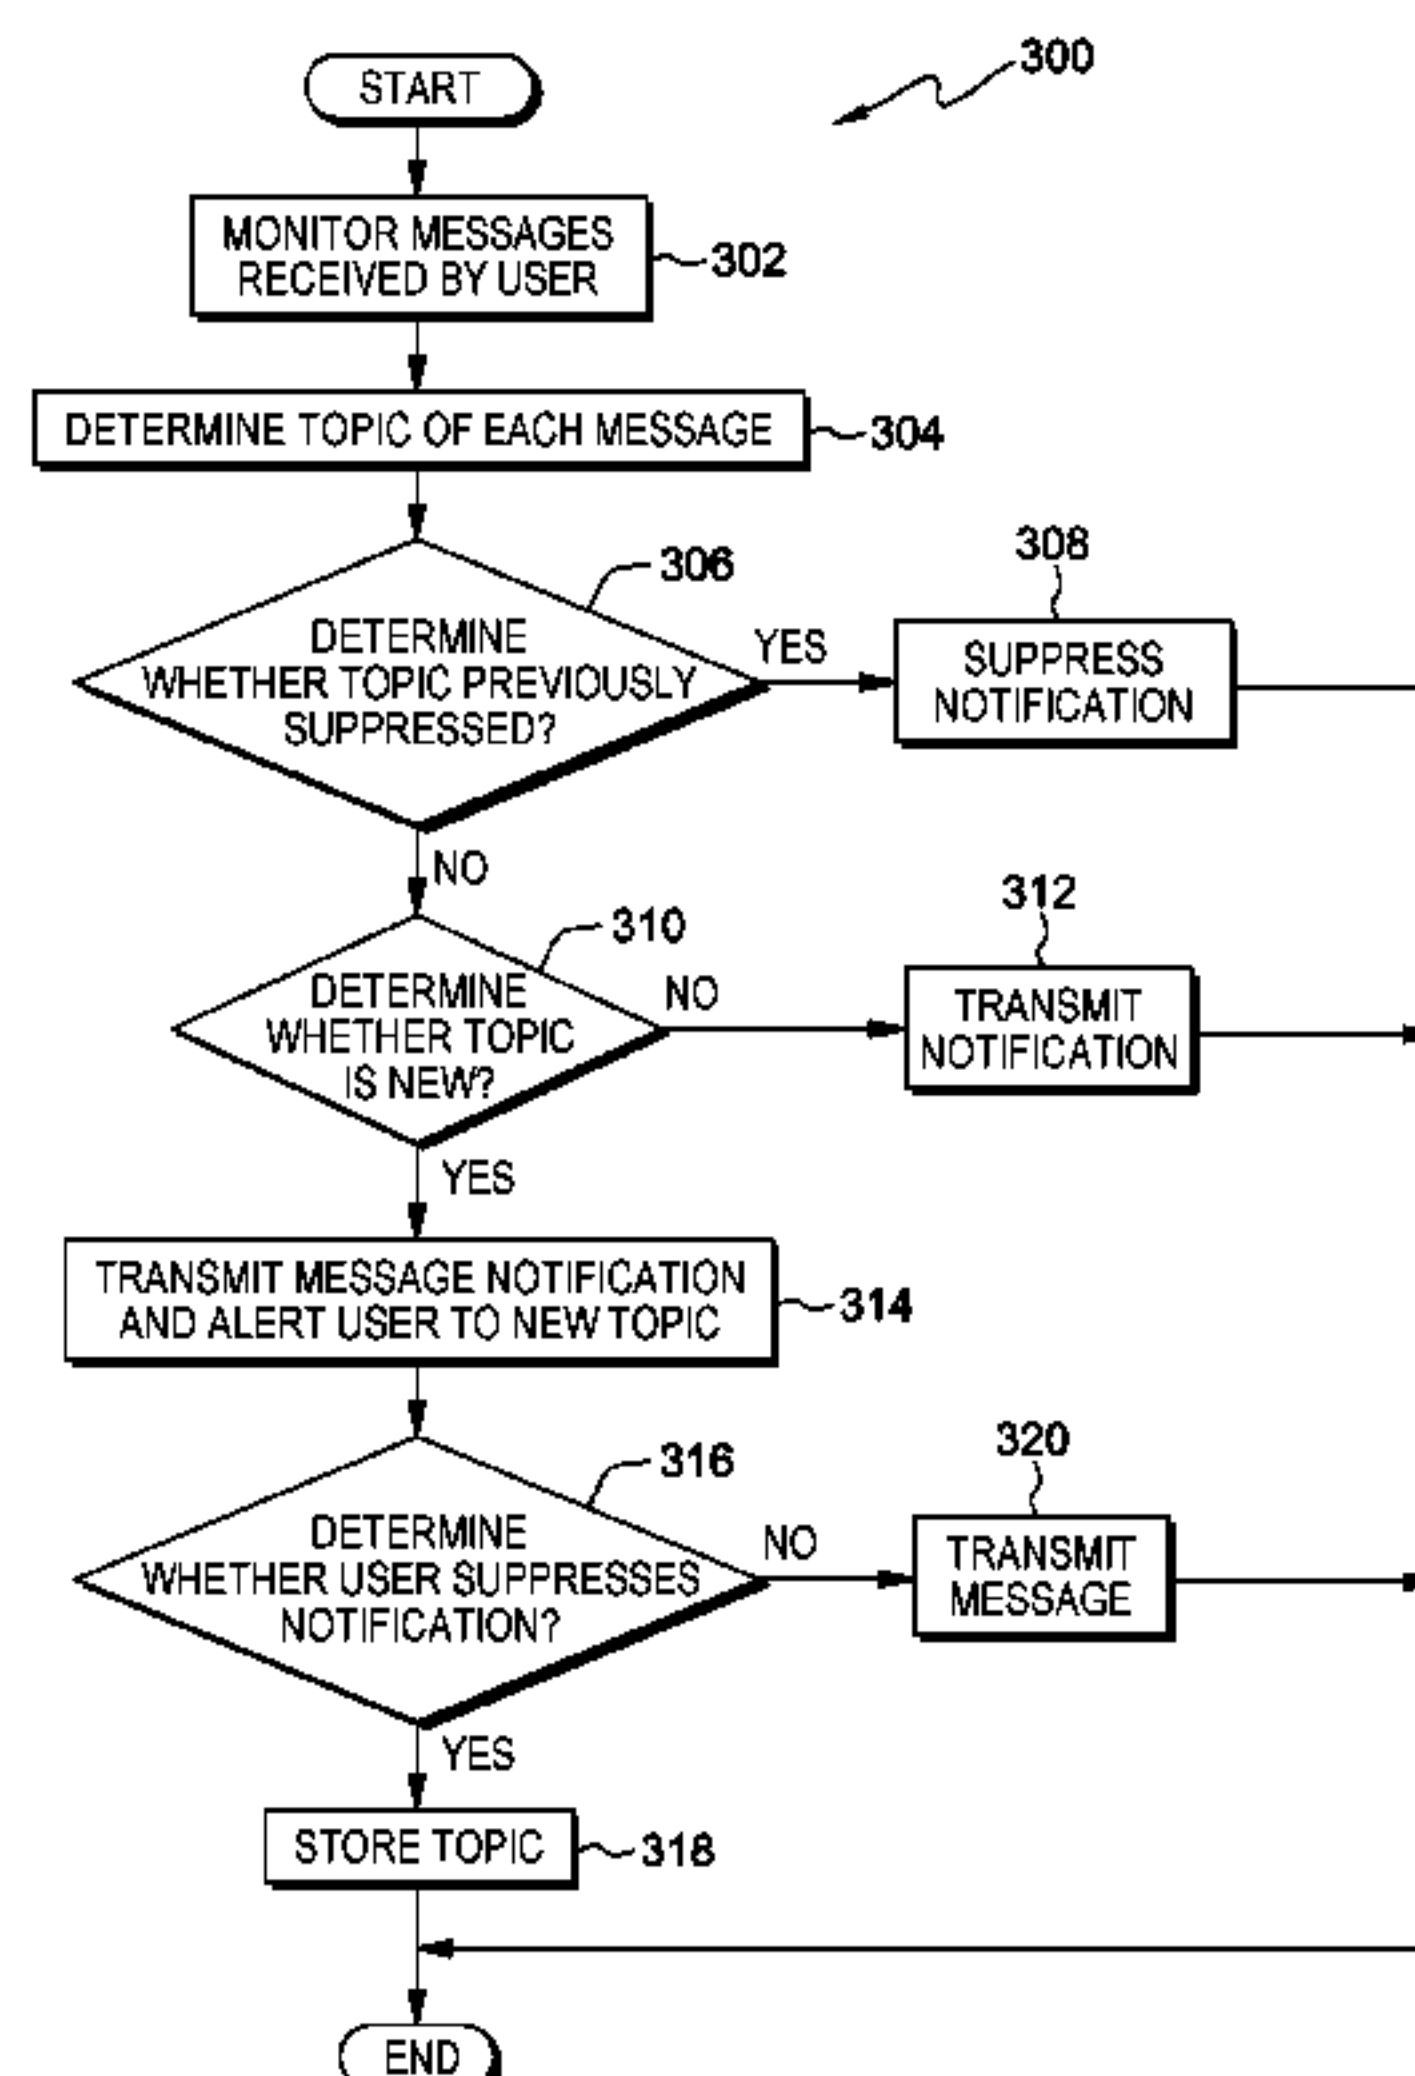 START
300
MONITOR MESSAGES
RECEIVED BY USER
302
DETERMINE TOPIC OF EACH MESSAGE
304
306
DETERMINE
WHETHER TOPIC PREVIOUSLY
SUPPRESSED?
YES
308
SUPPRESS
NOTIFICATION
NO
310
DETERMINE
WHETHER TOPIC
IS NEW?
NO
312
TRANSMIT
NOTIFICATION
YES
TRANSMIT MESSAGE NOTIFICATION
AND ALERT USER TO NEW TOPIC
314
316
DETERMINE
WHETHER USER SUPPRESSES
NOTIFICATION?
NO
320
TRANSMIT
MESSAGE
YES
STORE TOPIC
318
END